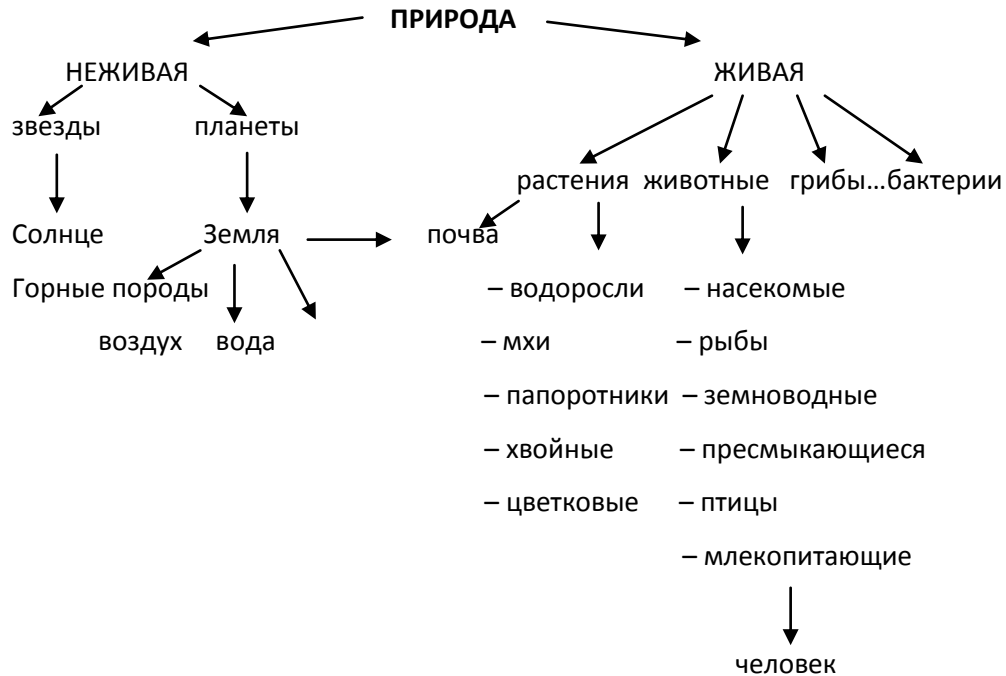 ПРИРОДА
НЕЖИВАЯ ЖИВАЯ
звезды планеты
растения животные грибы...бактерии
Солнце Земля почва
Горные породы – водоросли – насекомые
воздух вода – мхи – рыбы
– папоротники – земноводные
– хвойные – пресмыкающиеся
– цветковые – птицы
– млекопитающие
человек